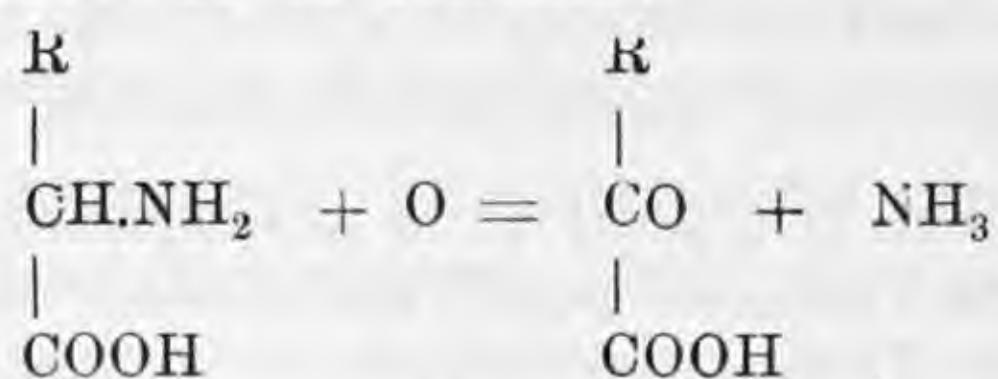 R R
| |
CH.NH₂ + O = CO + NH₃
| |
COOH COOH